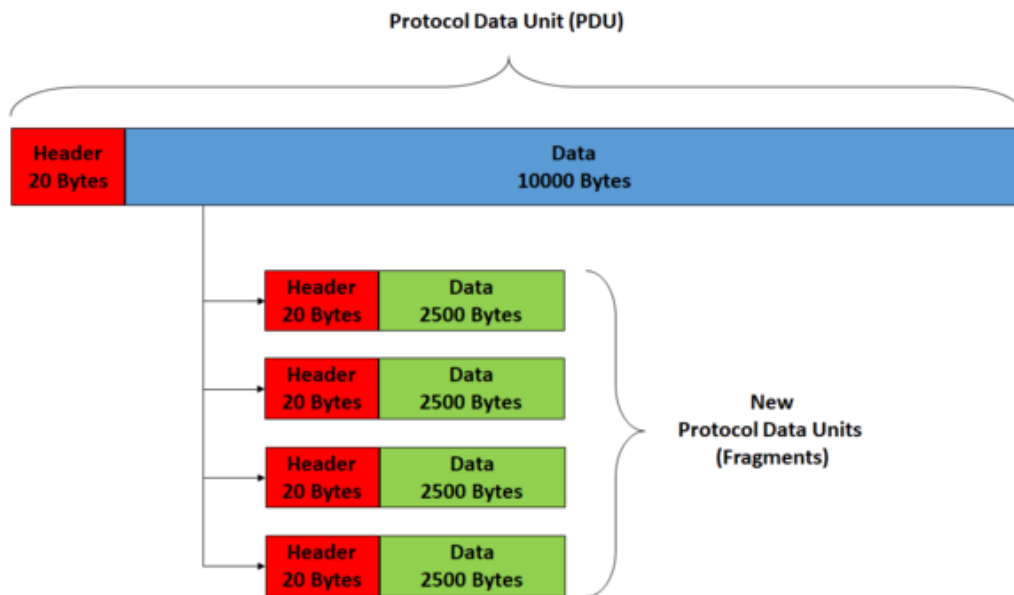 Protocol Data Unit (PDU)
Header
20 Bytes
Data
10000 Bytes
Header
20 Bytes
Data
2500 Bytes
Header
20 Bytes
Data
2500 Bytes
Header
20 Bytes
Data
2500 Bytes
Header
20 Bytes
Data
2500 Bytes
New
Protocol Data Units
(Fragments)